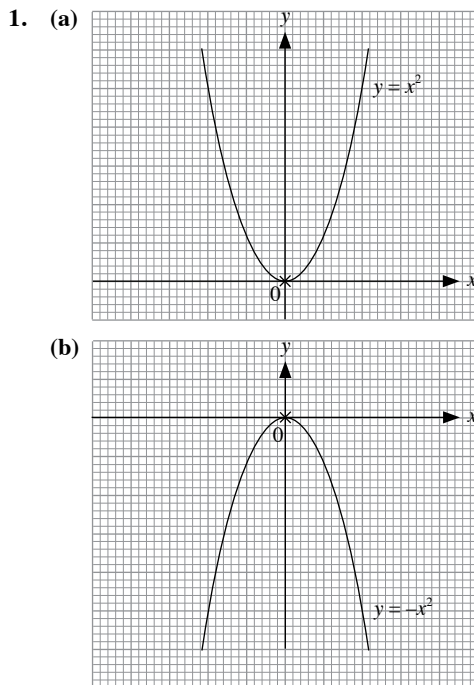 1. (a)
y
y = x²
0
x
(b)
y
x
0
y = –x²